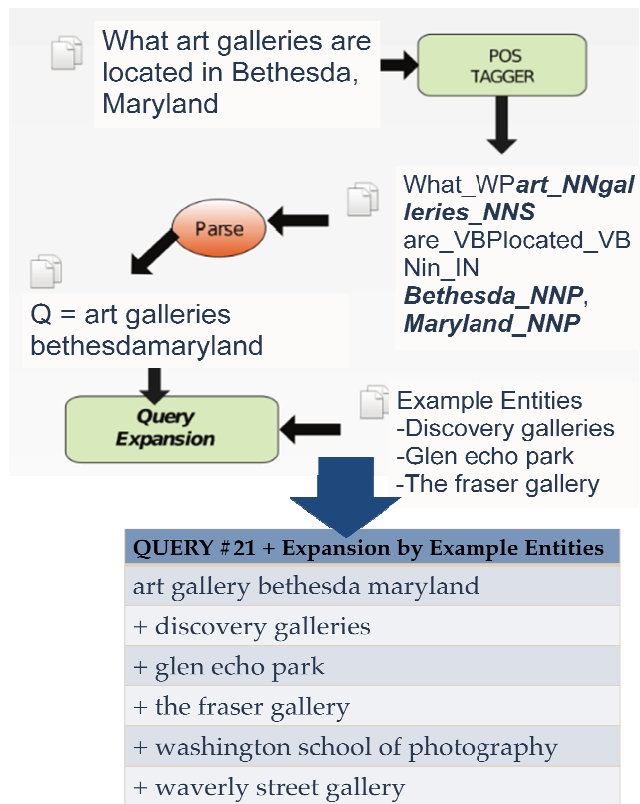 What art galleries are
located in Bethesda,
Maryland
POS
TAGGER
What_WPart_NNgal
leries_NNS
are_VBPlocated_VB
Nin_IN
Bethesda_NNP,
Maryland_NNP
Parse
Q = art galleries
bethesdamaryland
Query
Expansion
Example Entities
-Discovery galleries
-Glen echo park
-The fraser gallery
QUERY #21 + Expansion by Example Entities
art gallery bethesda maryland
+ discovery galleries
+ glen echo park
+ the fraser gallery
+ washington school of photography
+ waverly street gallery